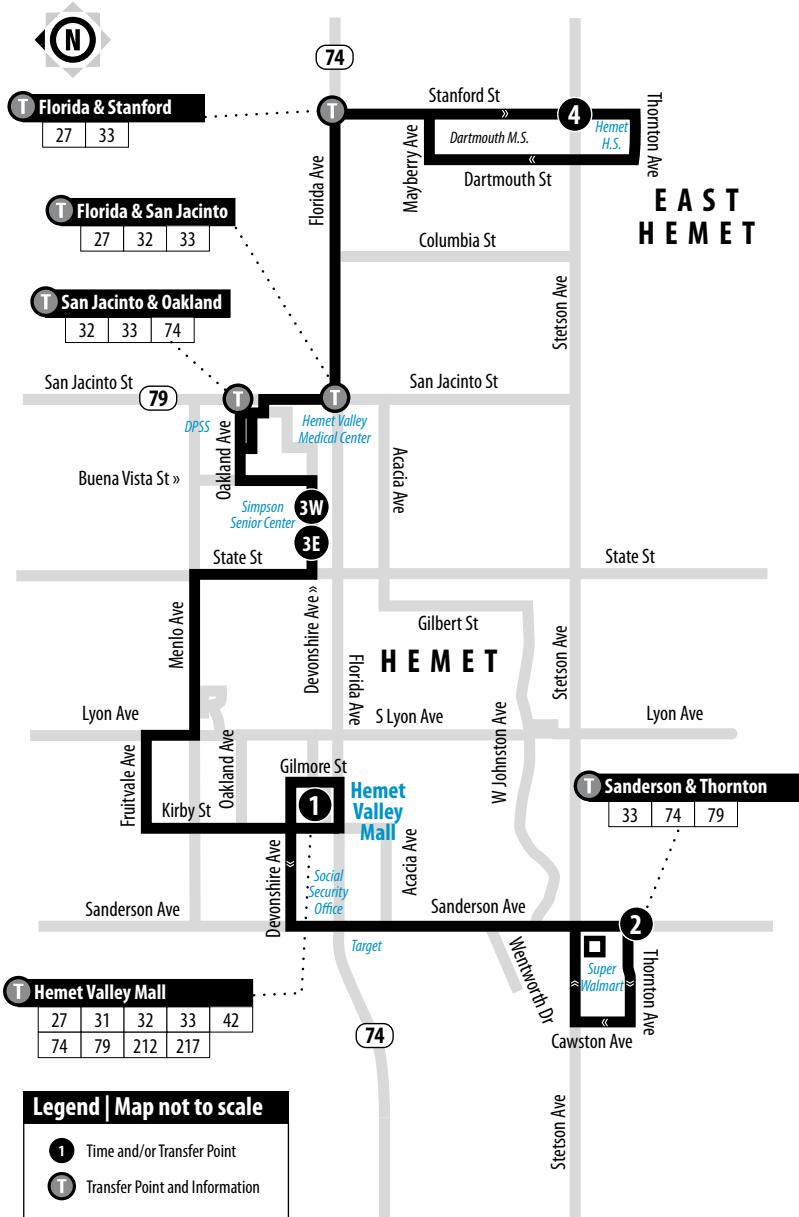 N
74
T Florida & Stanford
27 33
T
Stanford St
»
4
Thornton Ave
Mayberry Ave
Dartmouth M.S.
Hemet
H.S.
«
Dartmouth St
Florida Ave
EAST
HEMET
T Florida & San Jacinto
27 32 33
Columbia St
Stetson Ave
T San Jacinto & Oakland
32 33 74
San Jacinto St
79
T
T
San Jacinto St
DPSS
Oakland Ave
Hemet Valley
Medical Center
Acacia Ave
Buena Vista St »
Simpson
Senior Center
3W
3E
State St
State St
Menlo Ave
Devonshire Ave »
Gilbert St
HEMET
Florida Ave
Stetson Ave
Lyon Ave
S Lyon Ave
Lyon Ave
Fruitvale Ave
Oakland Ave
W Johnston Ave
Gilmore St
1
Hemet
Valley
Mall
Kirby St
T Sanderson & Thornton
33 74 79
Devonshire Ave
»
Social
Security
Office
Acacia Ave
Sanderson Ave
Sanderson Ave
2
Target
Wentworth Dr
Super
Walmart
»
»
Thornton Ave
«
Cawston Ave
T Hemet Valley Mall
27 31 32 33 42
74 79 212 217
74
Stetson Ave
Legend | Map not to scale
1 Time and/or Transfer Point
T Transfer Point and Information